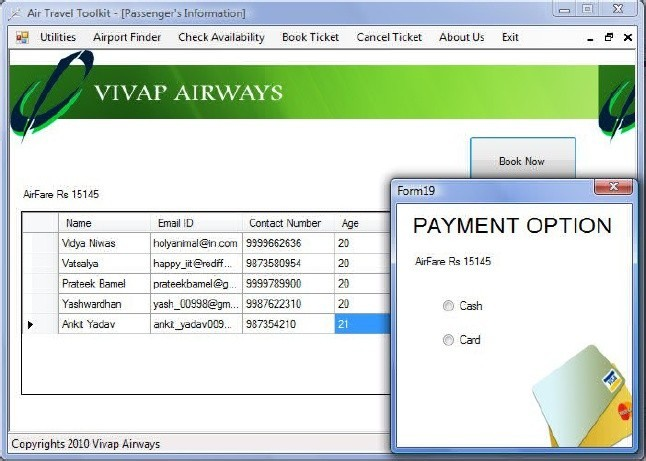 Air Travel Toolkit - [Passenger's Information]
Utilities Airport Finder Check Availability Book Ticket Cancel Ticket About Us Exit
VIVAP AIRWAYS
Book Now
AirFare Rs 15145
Name Email ID Contact Number Age
Vidya Niwas holyanimal@in.com 9999662636 20
Vatsalya happy_iit@rediff... 9873580954 20
Prateek Bamel prateekbamel@g... 9999789900 20
Yashwardhan yash_00998@gm... 9987622310 20
Ankit Yadav ankit_yadav009... 987354210 21
Form19
PAYMENT OPTION
AirFare Rs 15145
Cash
Card
VISA
Copyrights 2010 Vivap Airways